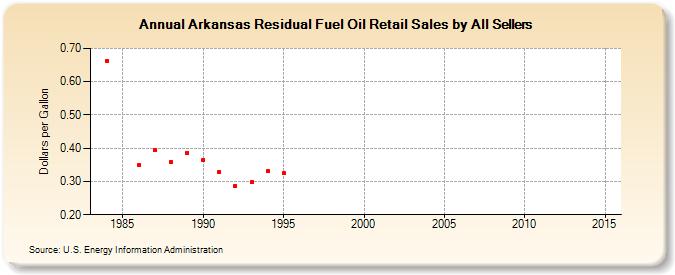 Annual Arkansas Residual Fuel Oil Retail Sales by All Sellers
Dollars per Gallon
0.70
0.60
0.50
0.40
0.30
0.20
1985 1990 1995 2000 2005 2010 2015
Source: U.S. Energy Information Administration